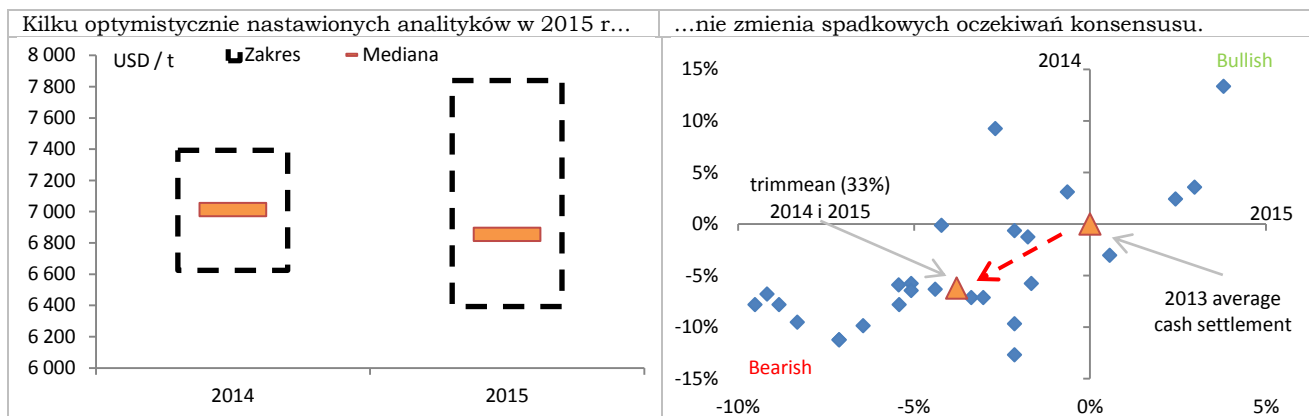 Kilku optymistycznie nastawionych analityków w 2015 r…
…nie zmienia spadkowych oczekiwań konsensusu.
USD / t
Zakres
Mediana
8 000
7 800
7 600
7 400
7 200
7 000
6 800
6 600
6 400
6 200
6 000
2014
2015
2014
Bullish
15%
10%
5%
0%
-5%
-10%
-15%
trimmean (33%)
2014 i 2015
2015
2013 average
cash settlement
Bearish
-10%
-5%
0%
5%